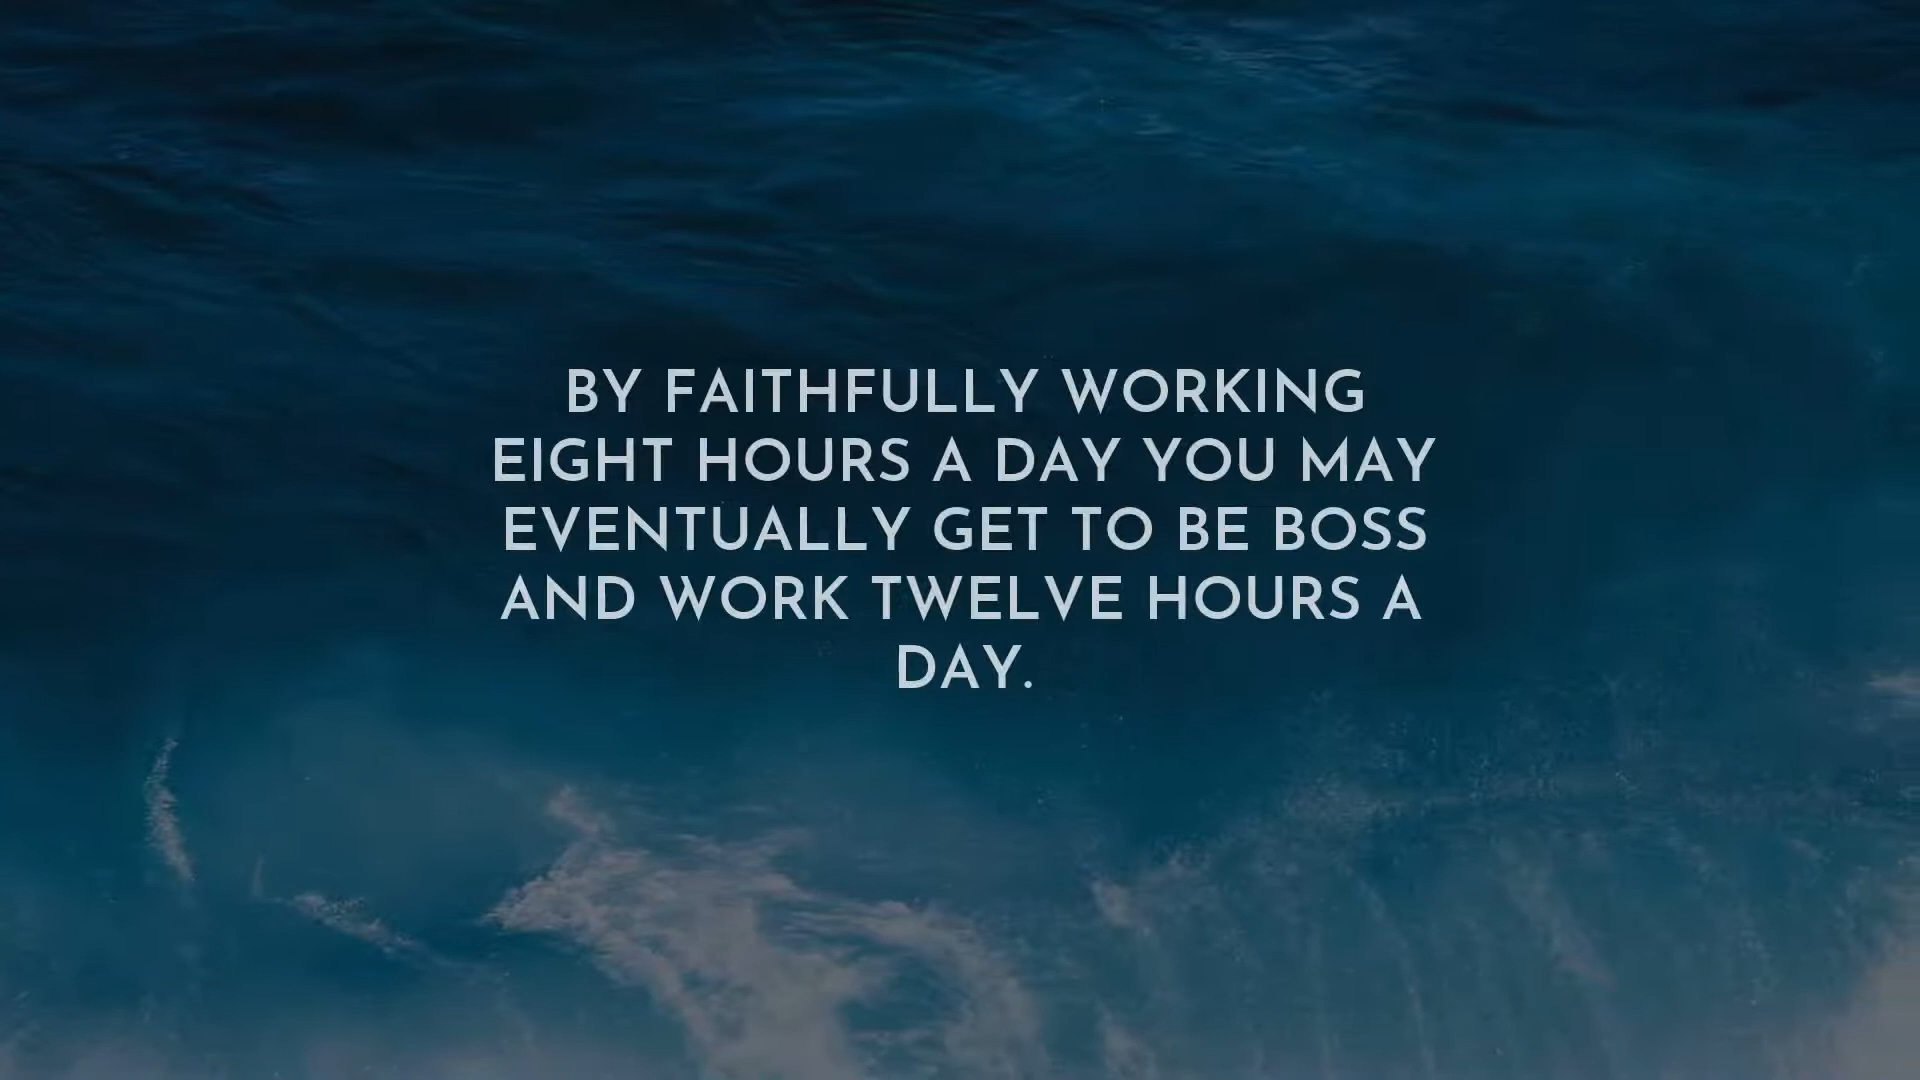 BY FAITHFULLY WORKING
EIGHT HOURS A DAY YOU MAY
EVENTUALLY GET TO BE BOSS
AND WORK TWELVE HOURS A
DAY.